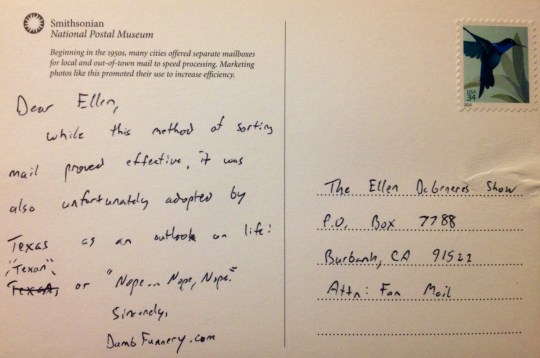 Smithsonian
National Postal Museum
Beginning in the 1950s, many cities offered separate mailboxes
for local and out-of-town mail to speed processing. Marketing
photos like this promoted their use to increase efficiency.
Dear Ellen,
while this method of sorting
mail proved effective, it was
also unfortunately adopted by
Texas as an outlook on life:
"Texan"
Texas, or "Nope... Nope, Nope."
Sincerely,
DumbFunnery.com
USA
34
The Ellen DeGeneres Show
P.O. Box 7788
Burbank, CA 91522
Attn: Fan Mail